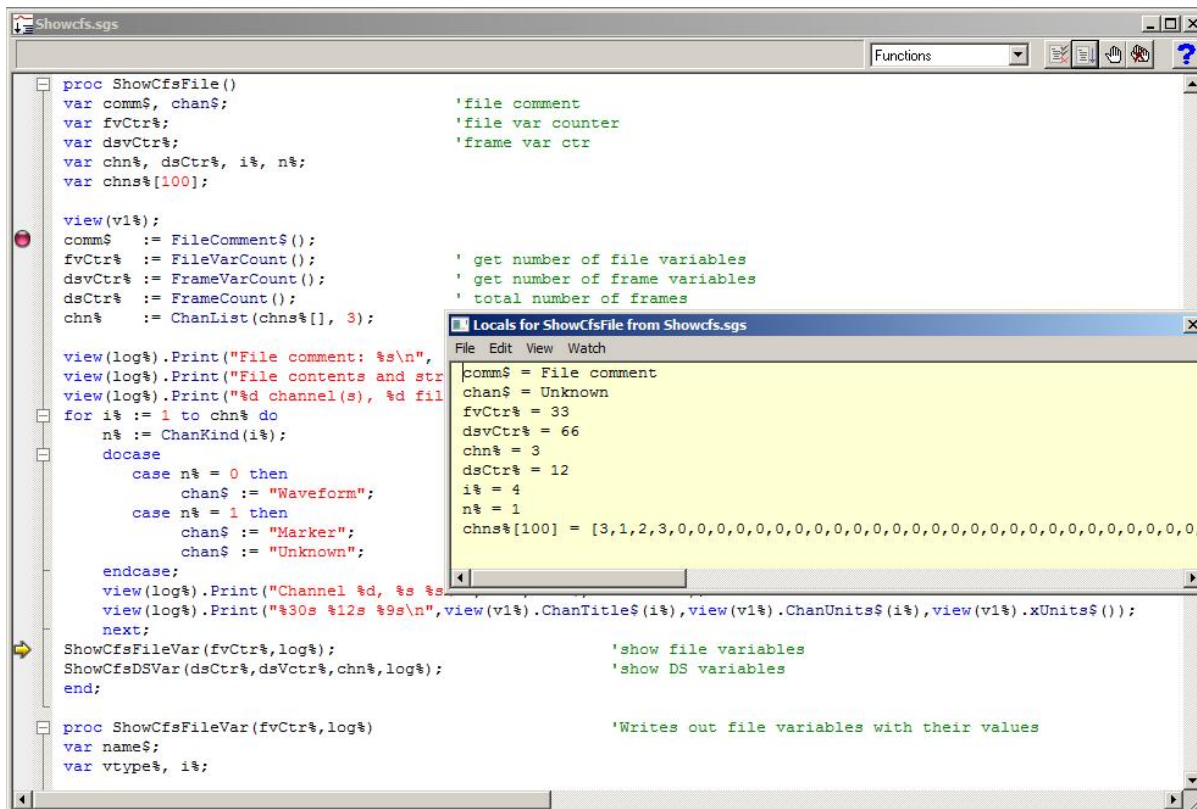 Showcfs.sgs
Functions
proc ShowCfsFile()
var comm$, chan$; 'file comment
var fvCtr%; 'file var counter
var dsvCtr%; 'frame var ctr
var chn%, dsCtr%, i%, n%;
var chns%[100];
view(v1%);
comm$ := FileComment$();
fvCtr% := FileVarCount(); ' get number of file variables
dsvCtr% := FrameVarCount(); ' get number of frame variables
dsCtr% := FrameCount(); ' total number of frames
chn% := ChanList(chns%[], 3);
view(log%).Print("File comment: %s\n",
view(log%).Print("File contents and str
view(log%).Print("%d channel(s), %d fil
for i% := 1 to chn% do
n% := ChanKind(i%);
docase
case n% = 0 then
chan$ := "Waveform";
case n% = 1 then
chan$ := "Marker";
chan$ := "Unknown";
endcase;
view(log%).Print("Channel %d, %s %s
view(log%).Print("%30s %12s %9s\n",view(v1%).ChanTitle$(i%),view(v1%).ChanUnits$(i%),view(v1%).xUnits$());
next;
ShowCfsFileVar(fvCtr%,log%); 'show file variables
ShowCfsDSVar(dsCtr%,dsVctr%,chn%,log%); 'show DS variables
end;
proc ShowCfsFileVar(fvCtr%,log%) 'Writes out file variables with their values
var name$;
var vtype%, i%;
Locals for ShowCfsFile from Showcfs.sgs
File Edit View Watch
comm$ = File comment
chan$ = Unknown
fvCtr% = 33
dsvCtr% = 66
chn% = 3
dsCtr% = 12
i% = 4
n% = 1
chns%[100] = [3,1,2,3,0,0,0,0,0,0,0,0,0,0,0,0,0,0,0,0,0,0,0,0,0,0,0,0,0,0,0,